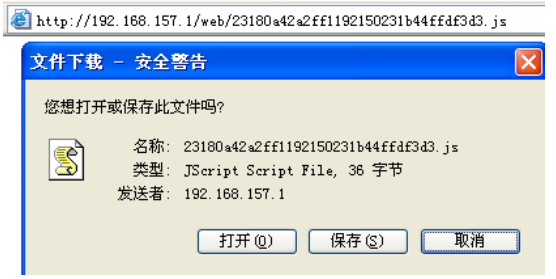 http://192.168.157.1/web/23180a42a2ff1192150231b44ffdf3d3.js
文件下载 - 安全警告
您想打开或保存此文件吗?
名称: 23180a42a2ff1192150231b44ffdf3d3.js
类型: JScript Script File, 36 字节
发送者: 192.168.157.1
打开(O) 保存(S) 取消